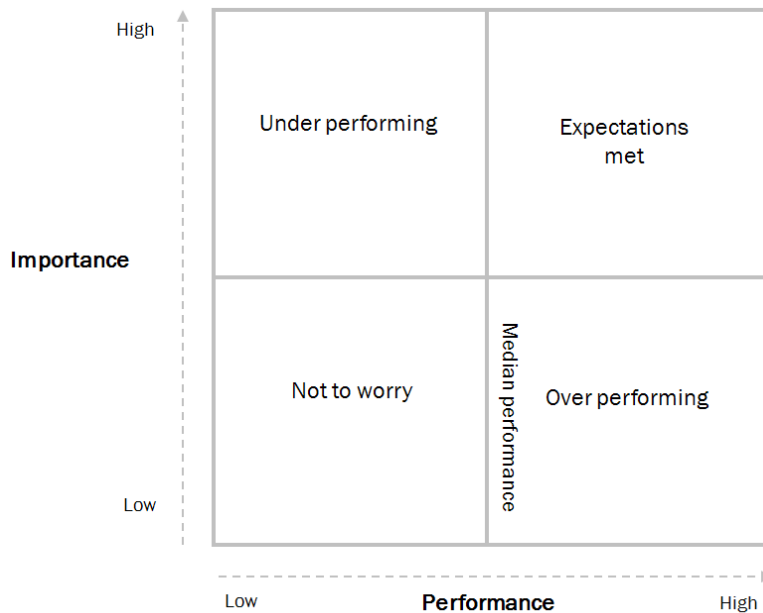 High
Under performing
Expectations
met
Importance
Not to worry
Median performance
Over performing
Low
Low
Performance
High